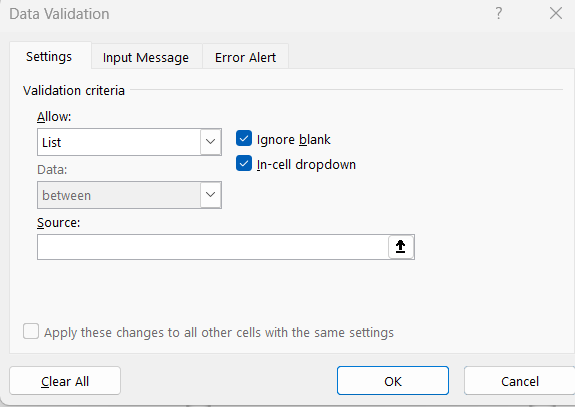 Data Validation ?
Settings Input Message Error Alert
Validation criteria
Allow:
List Ignore blank
Data: In-cell dropdown
between
Source:
Apply these changes to all other cells with the same settings
Clear All OK Cancel